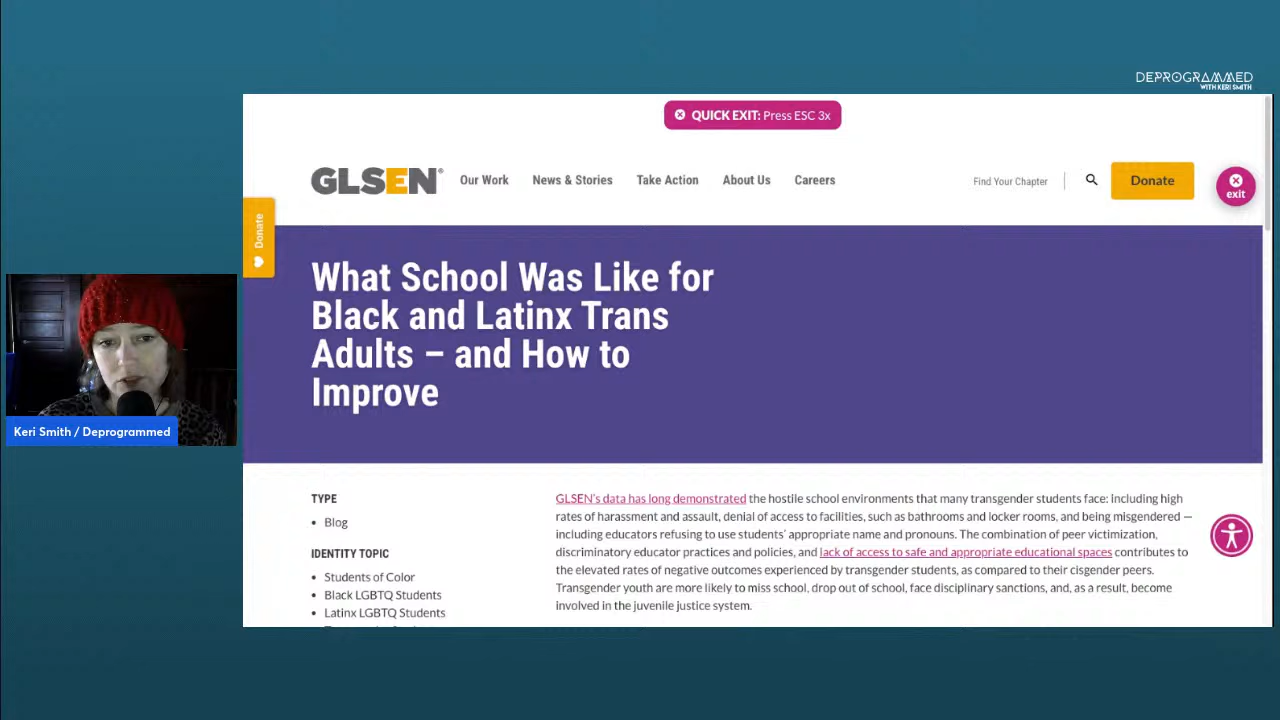 DEPROGRAMMED
WITH KERI SMITH
QUICK EXIT: Press ESC 3x
GLSEN®
Our Work
News & Stories
Take Action
About Us
Careers
Find Your Chapter
Donate
exit
Donate
What School Was Like for
Black and Latinx Trans
Adults – and How to
Improve
Keri Smith / Deprogrammed
TYPE
• Blog
IDENTITY TOPIC
• Students of Color
• Black LGBTQ Students
• Latinx LGBTQ Students
GLSEN's data has long demonstrated the hostile school environments that many transgender students face: including high
rates of harassment and assault, denial of access to facilities, such as bathrooms and locker rooms, and being misgendered —
including educators refusing to use students' appropriate name and pronouns. The combination of peer victimization,
discriminatory educator practices and policies, and lack of access to safe and appropriate educational spaces contributes to
the elevated rates of negative outcomes experienced by transgender students, as compared to their cisgender peers.
Transgender youth are more likely to miss school, drop out of school, face disciplinary sanctions, and, as a result, become
involved in the juvenile justice system.